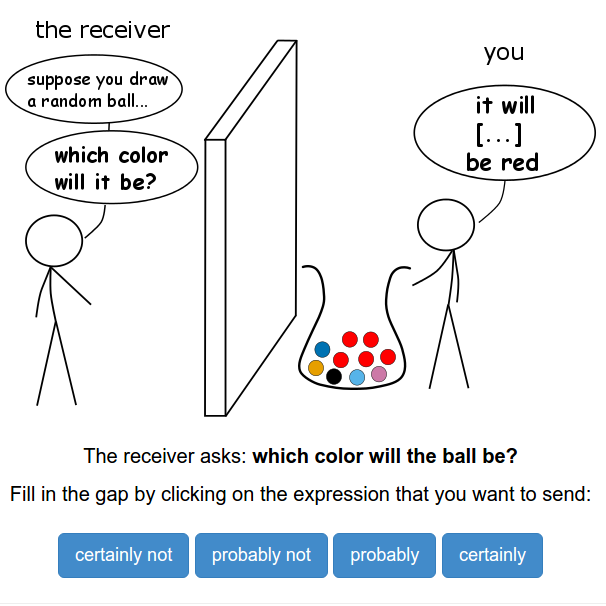 the receiver
suppose you draw
a random ball...
which color
will it be?
you
it will
[...]
be red
The receiver asks: which color will the ball be?
Fill in the gap by clicking on the expression that you want to send:
certainly not
probably not
probably
certainly